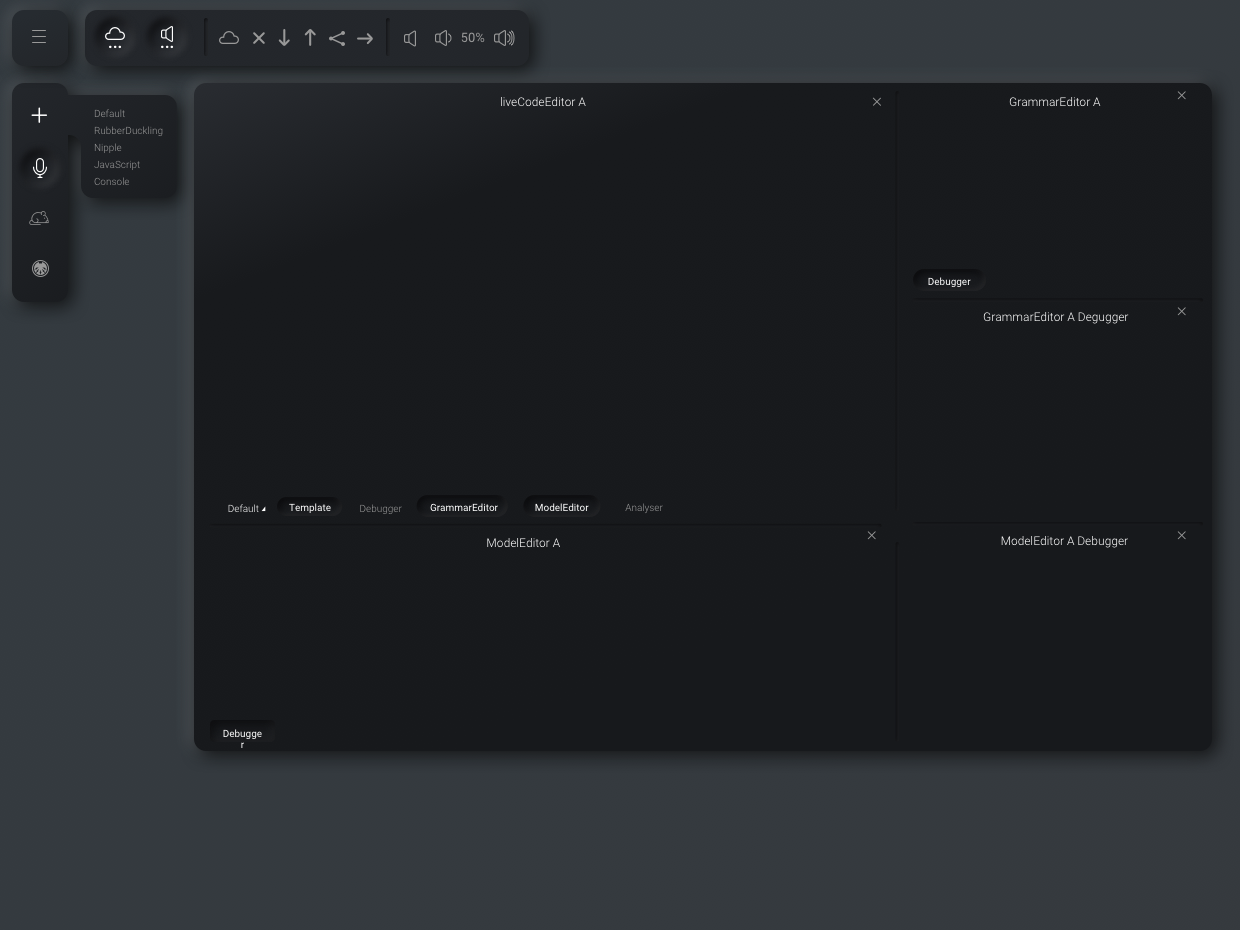 50%
Default
RubberDuckling
Nipple
JavaScript
Console
liveCodeEditor A
GrammarEditor A
Debugger
GrammarEditor A Degugger
Default
Template
Debugger
GrammarEditor
ModelEditor
Analyser
ModelEditor A
ModelEditor A Debugger
Debugge
r